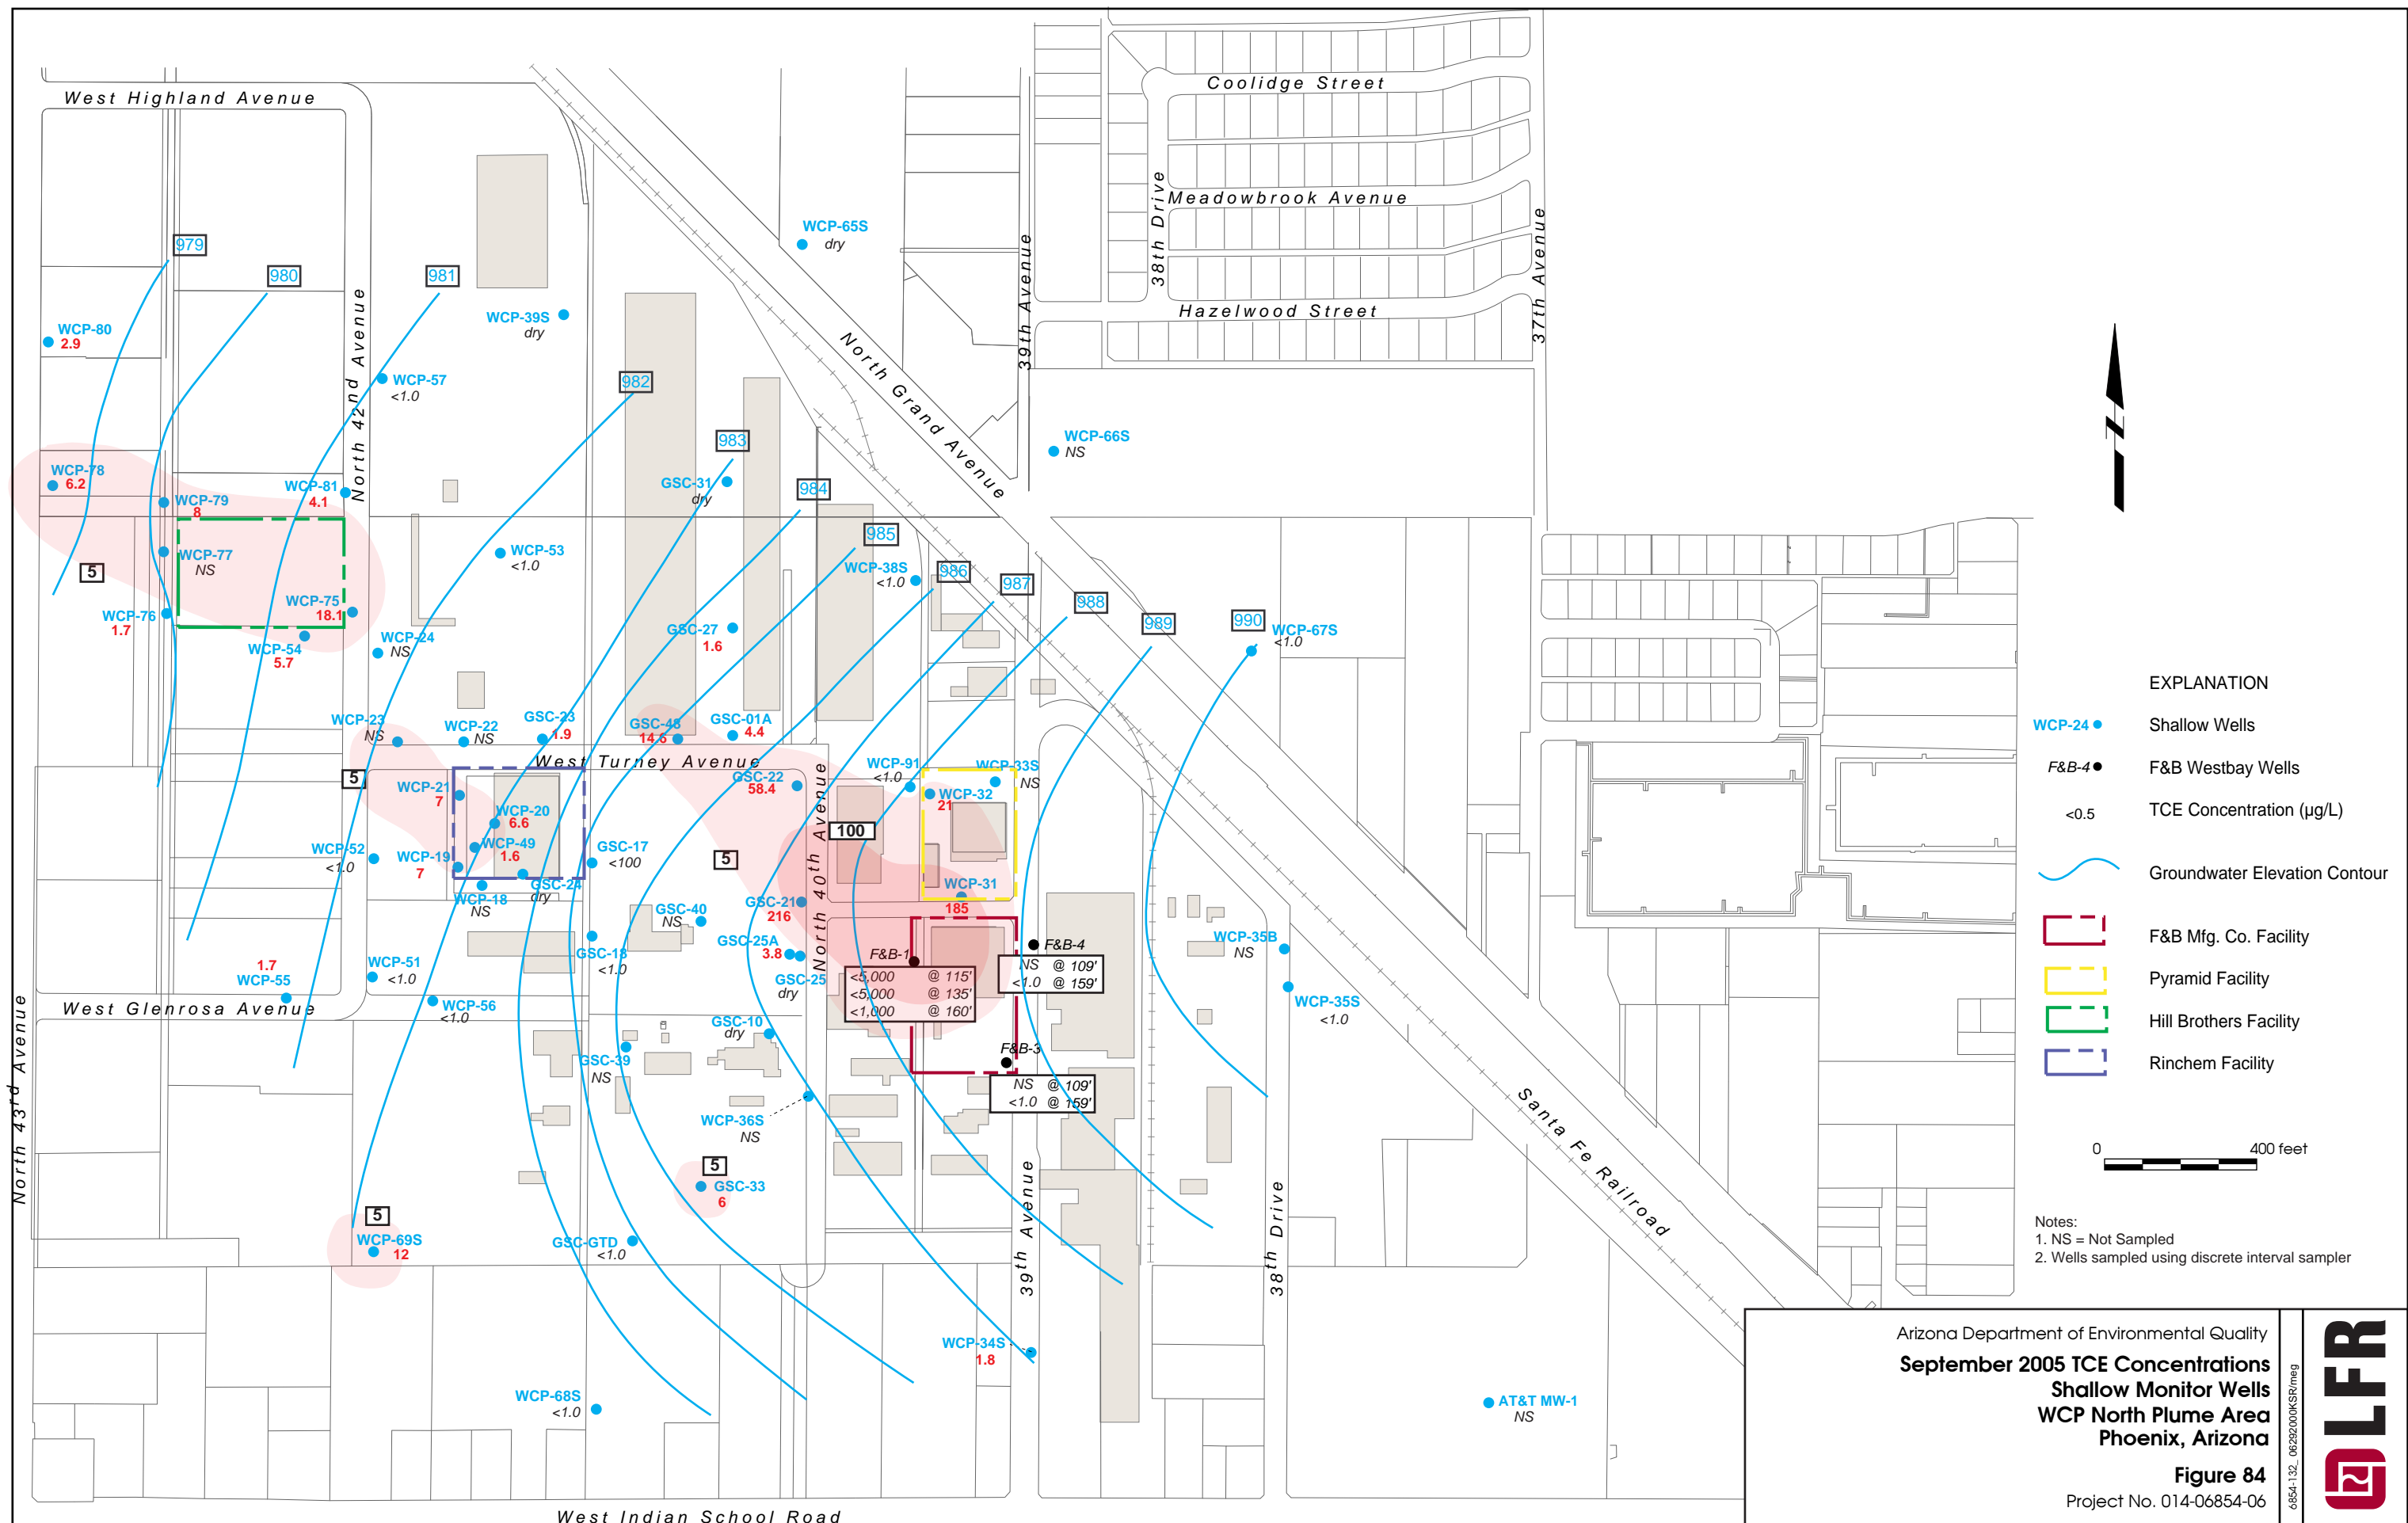 West Highland Avenue
Coolidge Street
Meadowbrook Avenue
Hazelwood Street
38th Drive
39th Avenue
37th Avenue
North 42nd Avenue
North Grand Avenue
979
980
981
982
983
984
985
986
987
988
989
990
WCP-65S
dry
WCP-39S
dry
WCP-80
2.9
WCP-57
<1.0
WCP-66S
NS
WCP-78
6.2
WCP-79
8
WCP-81
4.1
GSC-31
dry
WCP-77
NS
5
WCP-53
<1.0
WCP-38S
<1.0
WCP-76
1.7
WCP-75
18.1
WCP-54
5.7
WCP-24
NS
GSC-27
1.6
WCP-67S
<1.0
WCP-23
NS
WCP-22
NS
GSC-23
1.9
GSC-48
14.6
GSC-01A
4.4
West Turney Avenue
5
WCP-21
7
WCP-20
6.6
WCP-49
1.6
WCP-19
7
WCP-52
<1.0
GSC-17
<100
GSC-22
58.4
WCP-91
<1.0
WCP-33S
NS
WCP-32
21
100
5
North 40th Avenue
WCP-18
NS
GSC-24
dry
GSC-40
NS
GSC-21
216
WCP-31
185
GSC-18
<1.0
GSC-25A
3.8
GSC-25
dry
F&B-1
<5,000 @ 115'
<5,000 @ 135'
<1,000 @ 160'
F&B-4
NS @ 109'
<1.0 @ 159'
WCP-35B
NS
WCP-35S
<1.0
1.7
WCP-55
WCP-51
<1.0
WCP-56
<1.0
West Glenrosa Avenue
GSC-10
dry
GSC-39
NS
F&B-3
NS @ 109'
<1.0 @ 159'
WCP-36S
NS
5
GSC-33
6
5
WCP-69S
12
GSC-GTD
<1.0
WCP-34S
1.8
WCP-68S
<1.0
AT&T MW-1
NS
North 43rd Avenue
39th Avenue
38th Drive
Santa Fe Railroad
West Indian School Road
EXPLANATION
WCP-24 Shallow Wells
F&B-4 F&B Westbay Wells
<0.5 TCE Concentration (µg/L)
Groundwater Elevation Contour
F&B Mfg. Co. Facility
Pyramid Facility
Hill Brothers Facility
Rinchem Facility
0 400 feet
Notes:
1. NS = Not Sampled
2. Wells sampled using discrete interval sampler
Arizona Department of Environmental Quality
September 2005 TCE Concentrations
Shallow Monitor Wells
WCP North Plume Area
Phoenix, Arizona
Figure 84
Project No. 014-06854-06
6854-132_ 06292000KSR/meg
LFR